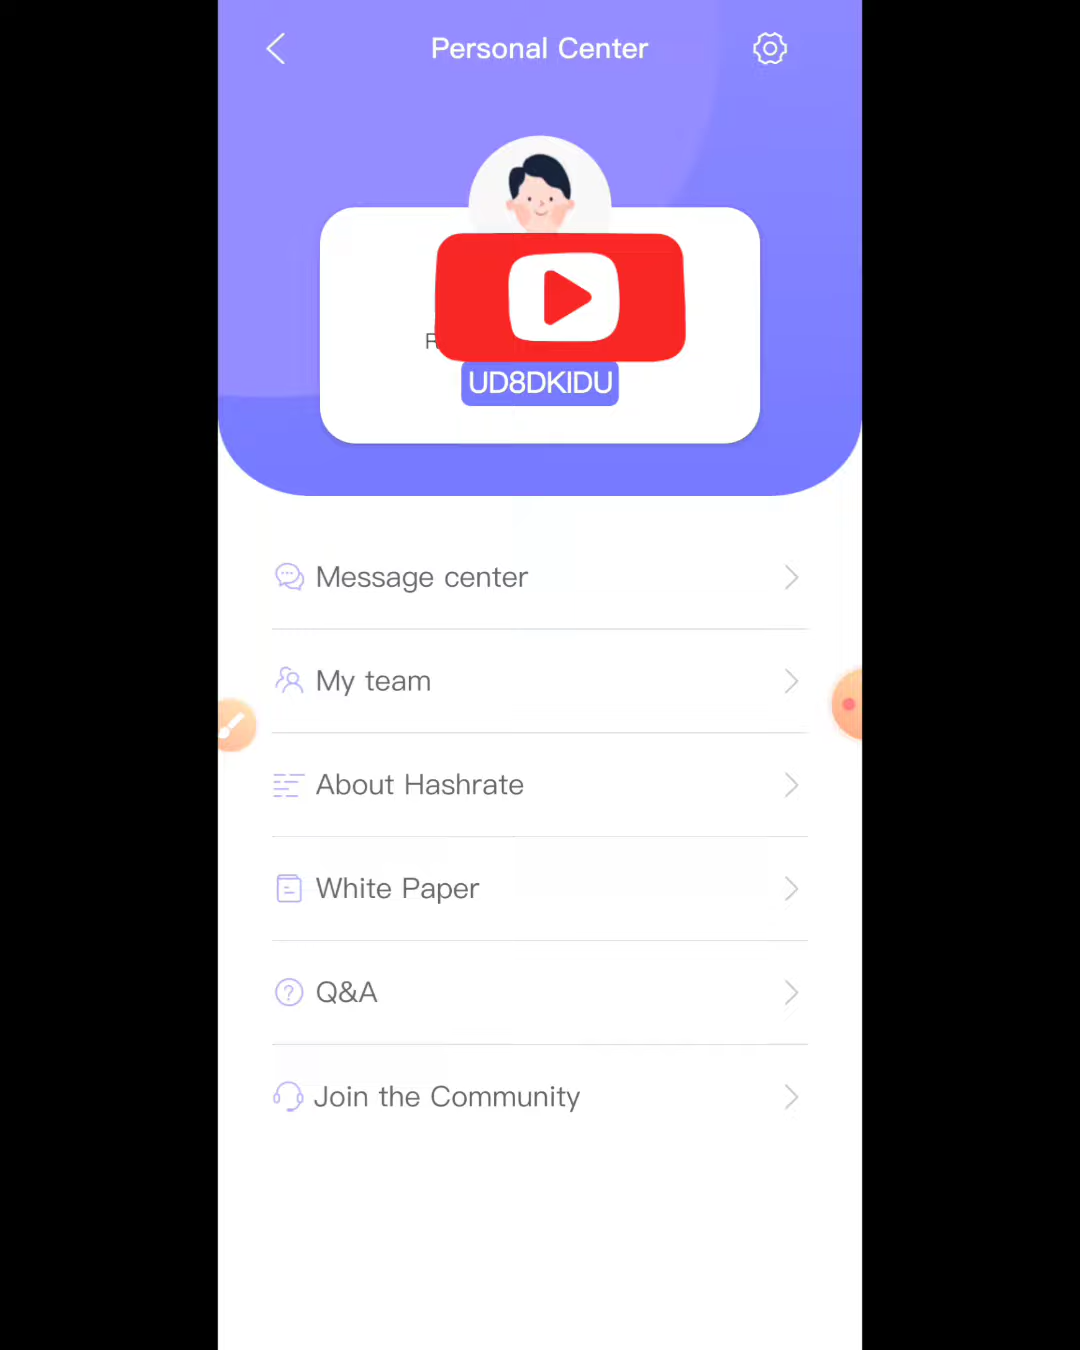 Personal Center
UD8DKIDU
Message center
My team
About Hashrate
White Paper
Q&A
Join the Community